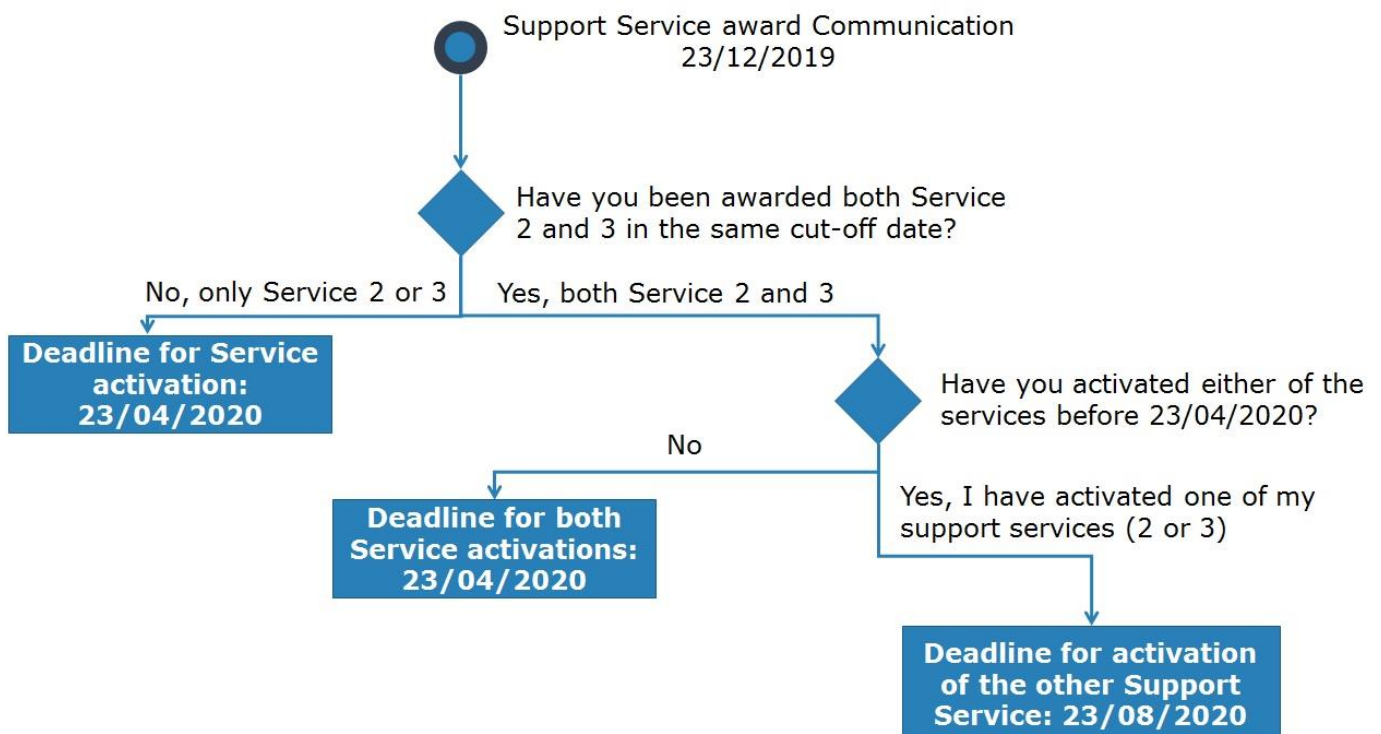 Support Service award Communication
23/12/2019
Have you been awarded both Service
2 and 3 in the same cut-off date?
No, only Service 2 or 3
Yes, both Service 2 and 3
Deadline for Service
activation:
23/04/2020
Have you activated either of the
services before 23/04/2020?
No
Yes, I have activated one of my
support services (2 or 3)
Deadline for both
Service activations:
23/04/2020
Deadline for activation
of the other Support
Service: 23/08/2020